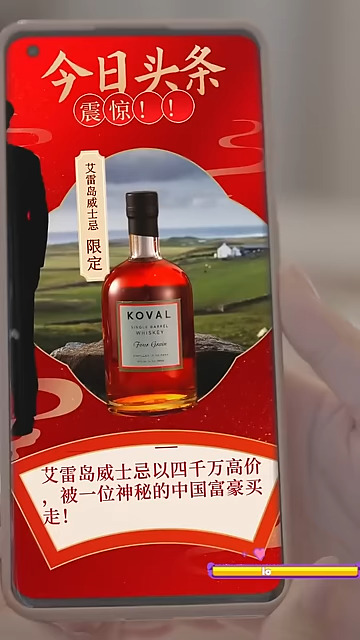 今日头条
震惊！！
艾雷岛威士忌 限定
KOVAL
SINGLE BARREL
WHISKEY
Four Grain
艾雷岛威士忌以四千万高价
，被一位神秘的中国富豪买
走！